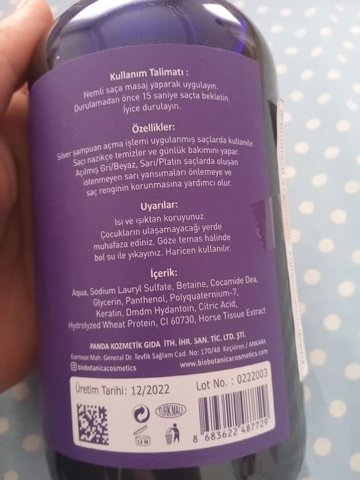 Kullanım Talimatı :
Nemli saça masaj yaparak uygulayın.
Durulamadan önce 15 saniye saçta bekletin,
İyice durulayın.
Özellikler:
Silver şampuan açma işlemi uygulanmış saçlarda kullanılır.
Saçı nazikçe temizler ve günlük bakımını yapar.
Açılmış Gri/Beyaz, Sarı/Platin saçlarda oluşan
istenmeyen sarı yansımaları önlemeye ve
saç renginin korunmasına yardımcı olur.
Uyarılar:
Isı ve ışıktan koruyunuz.
Çocukların ulaşamayacağı yerde
muhafaza ediniz. Göze temas halinde
bol su ile yıkayınız. Haricen kullanılır.
İçerik:
Aqua, Sodium Lauryl Sulfate, Betaine, Cocamide Dea,
Glycerin, Panthenol, Polyquaternium-7,
Keratin, Dmdm Hydantoin, Citric Acid,
Hydrolyzed Wheat Protein, CI 60730, Horse Tissue Extract
PANDA KOZMETİK GIDA İTH. İHR. SAN. TİC. LTD. ŞTİ.
Esertepe Mah: General Dr. Tevfik Sağlam Cad. No: 170/48 Keçiören / ANKARA
biobotanicacosmetics
Üretim Tarihi: 12/2022
Lot No : 0222003
12 M
TÜRK MALI
8 683622 487729